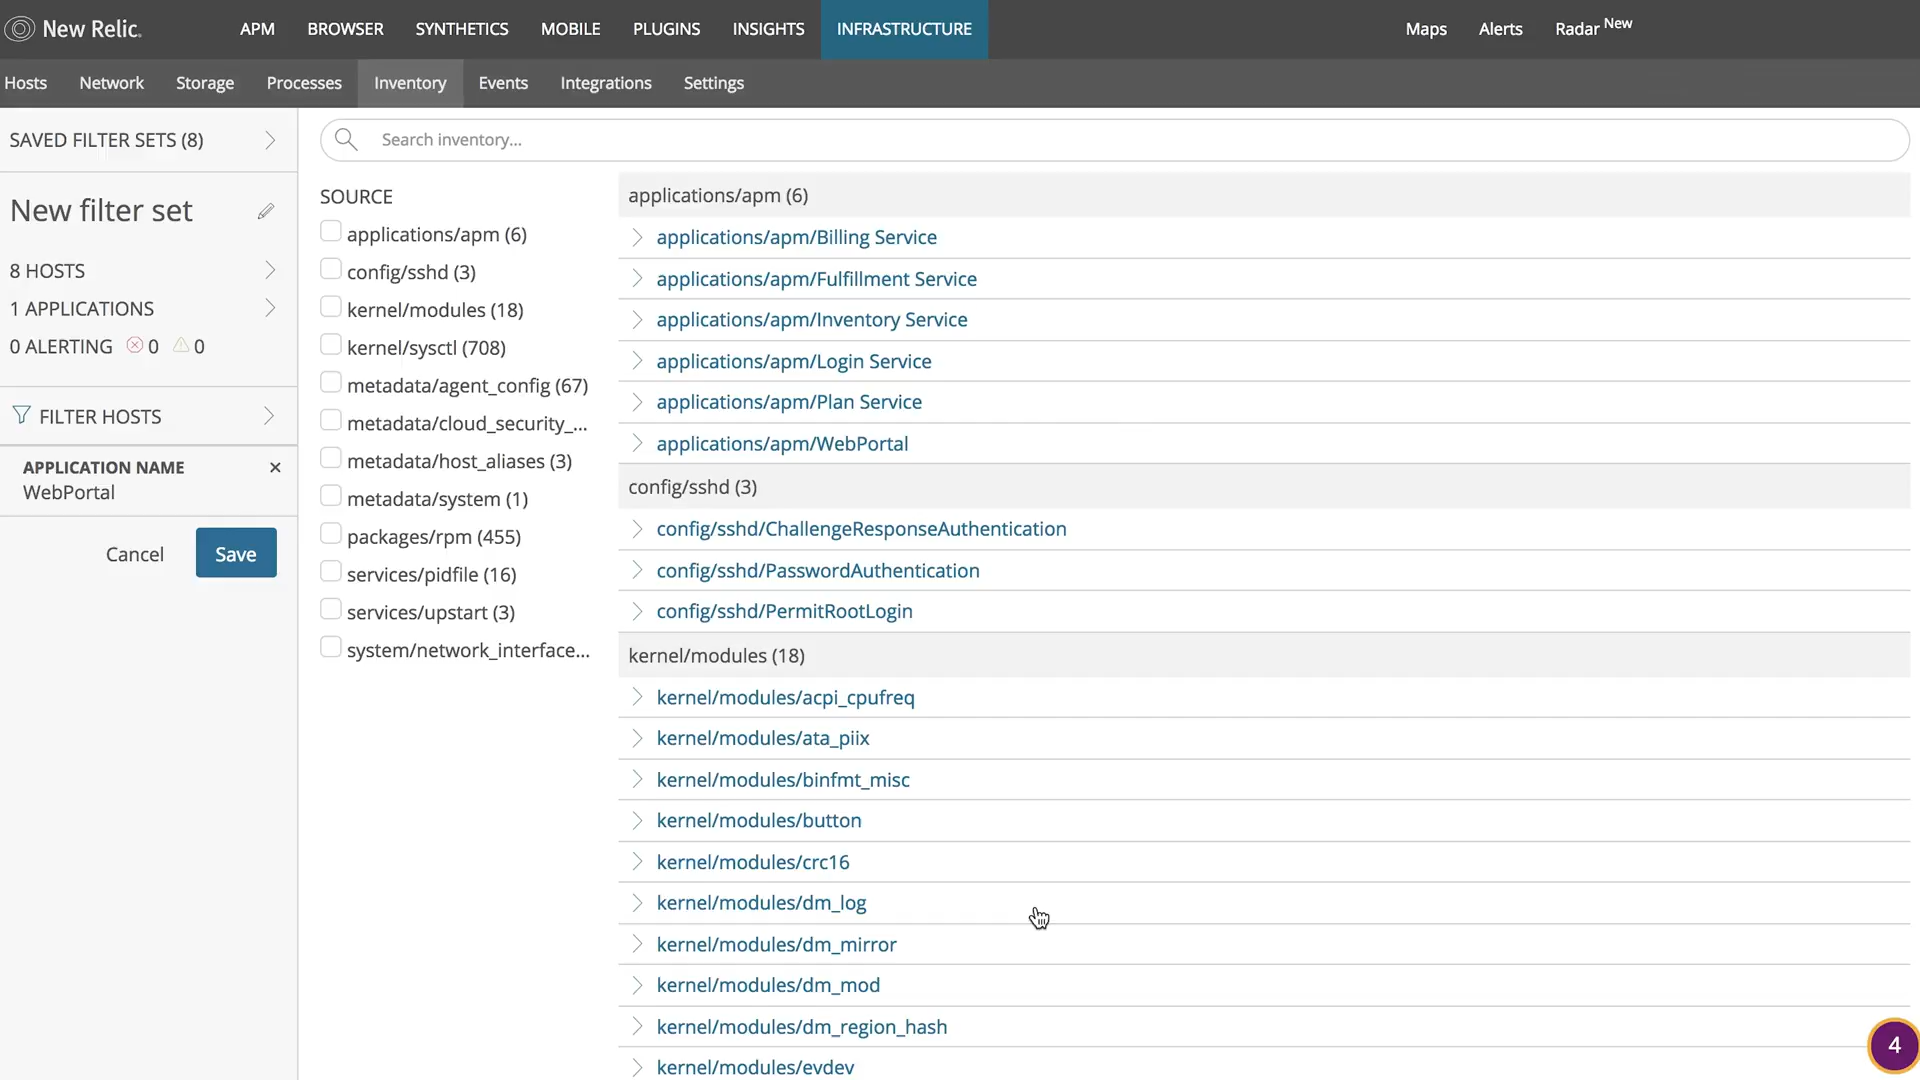 New Relic.
APM BROWSER SYNTHETICS MOBILE PLUGINS INSIGHTS INFRASTRUCTURE Maps Alerts Radar New
Hosts Network Storage Processes Inventory Events Integrations Settings
SAVED FILTER SETS (8)
New filter set
8 HOSTS
1 APPLICATIONS
0 ALERTING 0 0
FILTER HOSTS
APPLICATION NAME
WebPortal
Cancel Save
Search inventory...
SOURCE
applications/apm (6)
config/sshd (3)
kernel/modules (18)
kernel/sysctl (708)
metadata/agent_config (67)
metadata/cloud_security_...
metadata/host_aliases (3)
metadata/system (1)
packages/rpm (455)
services/pidfile (16)
services/upstart (3)
system/network_interface...
applications/apm (6)
applications/apm/Billing Service
applications/apm/Fulfillment Service
applications/apm/Inventory Service
applications/apm/Login Service
applications/apm/Plan Service
applications/apm/WebPortal
config/sshd (3)
config/sshd/ChallengeResponseAuthentication
config/sshd/PasswordAuthentication
config/sshd/PermitRootLogin
kernel/modules (18)
kernel/modules/acpi_cpufreq
kernel/modules/ata_piix
kernel/modules/binfmt_misc
kernel/modules/button
kernel/modules/crc16
kernel/modules/dm_log
kernel/modules/dm_mirror
kernel/modules/dm_mod
kernel/modules/dm_region_hash
kernel/modules/evdev
4